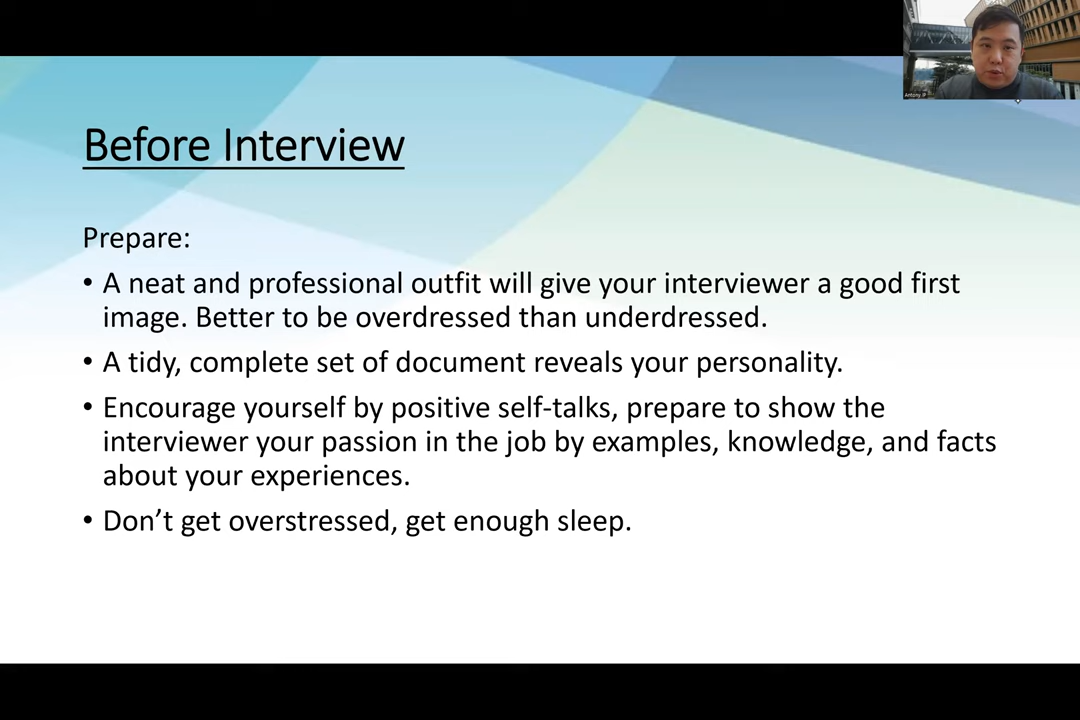 Before Interview
Prepare:
• A neat and professional outfit will give your interviewer a good first
image. Better to be overdressed than underdressed.
• A tidy, complete set of document reveals your personality.
• Encourage yourself by positive self-talks, prepare to show the
interviewer your passion in the job by examples, knowledge, and facts
about your experiences.
• Don’t get overstressed, get enough sleep.
Antony